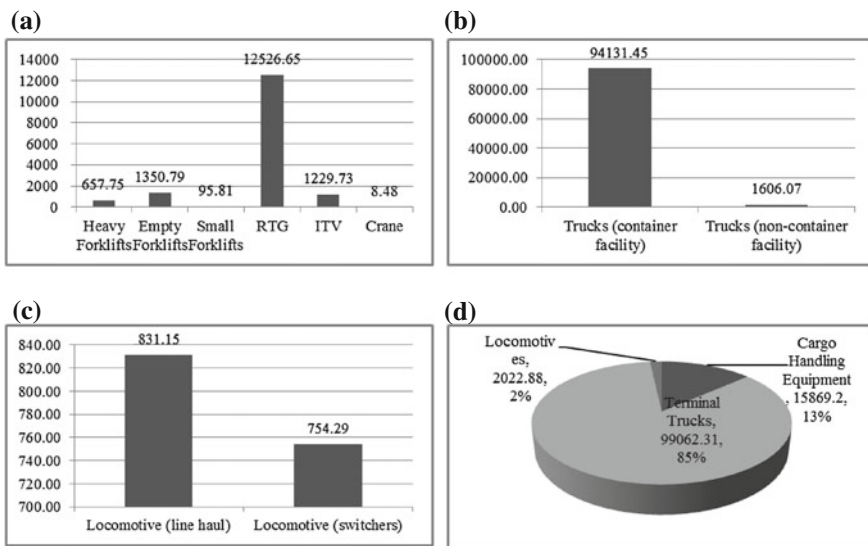 (a)
14000
12000
10000
8000
6000
4000
2000
0
657.75
1350.79
95.81
12526.65
1229.73
8.48
Heavy Forklifts
Empty Forklifts
Small Forklifts
RTG
ITV
Crane
(b)
100000.00
80000.00
60000.00
40000.00
20000.00
0.00
94131.45
1606.07
Trucks (container
facility)
Trucks (non-container
facility)
(c)
840.00
820.00
800.00
780.00
760.00
740.00
720.00
700.00
831.15
754.29
Locomotive (line haul)
Locomotive (switchers)
(d)
Locomotiv
es,
2022.88,
2%
Cargo
Handling
Equipment
, 15869.2,
13%
Terminal
Trucks,
99062.31,
85%